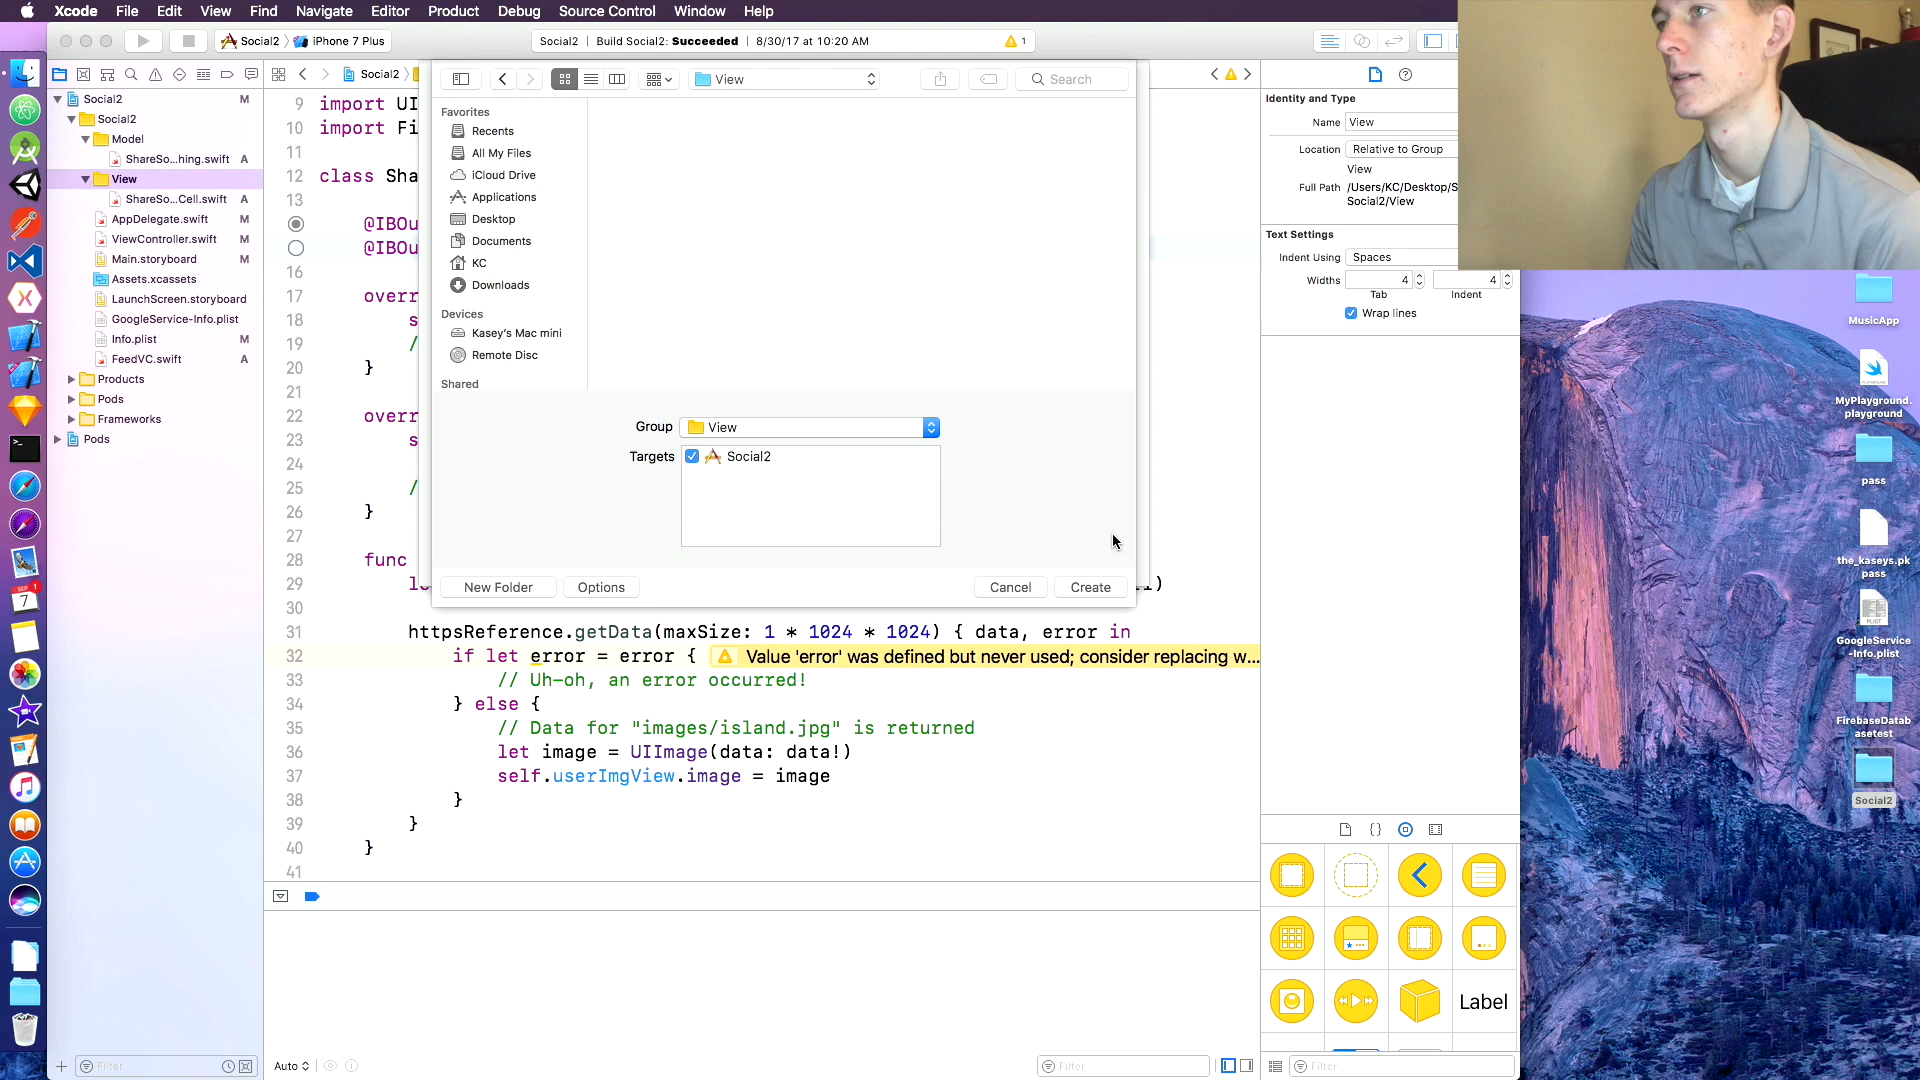 Xcode File Edit View Find Navigate Editor Product Debug Source Control Window Help
Social2 iPhone 7 Plus
Social2 | Build Social2: Succeeded | 8/30/17 at 10:20 AM 1
Social2
View
Search
Social2 M
Social2
Model
ShareSo...hing.swift A
View
ShareSo...Cell.swift A
AppDelegate.swift M
ViewController.swift M
Main.storyboard M
Assets.xcassets
LaunchScreen.storyboard
GoogleService-Info.plist
Info.plist M
FeedVC.swift A
Products
Pods
Frameworks
Pods
Filter
Favorites
Recents
All My Files
iCloud Drive
Applications
Desktop
Documents
KC
Downloads
Devices
Kasey's Mac mini
Remote Disc
Shared
Group View
Targets Social2
New Folder Options Cancel Create
9 import UI
10 import Fi
11
12 class Sha
13
@IBOu
@IBOu
16
17 overr
18 s
19 /
20 }
21
22 overr
23 s
24
25 /
26 }
27
28 func
29 l )
30
31 httpsReference.getData(maxSize: 1 * 1024 * 1024) { data, error in
32 if let error = error { Value 'error' was defined but never used; consider replacing w...
33 // Uh-oh, an error occurred!
34 } else {
35 // Data for "images/island.jpg" is returned
36 let image = UIImage(data: data!)
37 self.userImgView.image = image
38 }
39 }
40 }
41
Auto
Filter
Identity and Type
Name View
Location Relative to Group
View
Full Path /Users/KC/Desktop/S
Social2/View
Text Settings
Indent Using Spaces
Widths 4 4
Tab Indent
Wrap lines
Label
Filter
MusicApp
MyPlayground.
playground
pass
the_kaseys.pk
pass
GoogleService
-Info.plist
FirebaseDatab
asetest
Social2
SEP 1
7
PLIST
PLAYGROUND